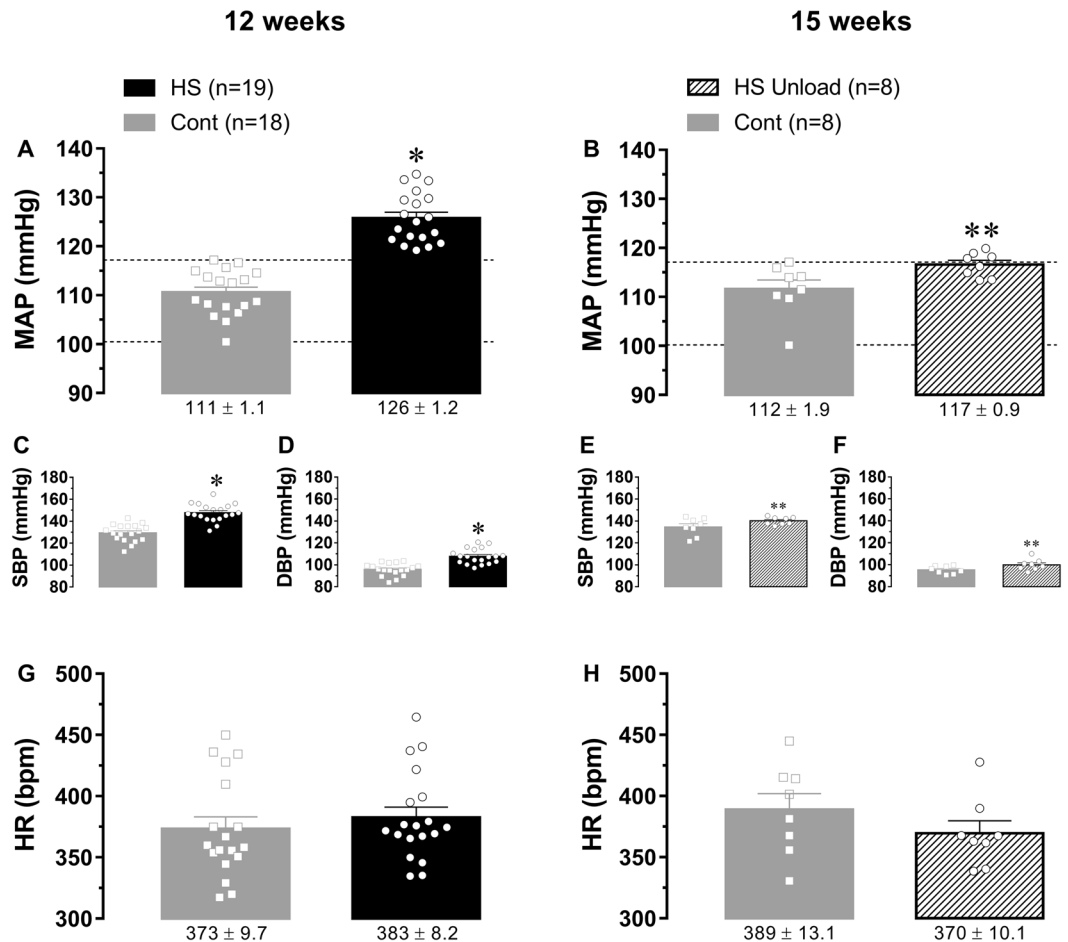 12 weeks
15 weeks
HS (n=19)
Cont (n=18)
HS Unload (n=8)
Cont (n=8)
A
MAP (mmHg)
140
130
120
110
100
90
*
111 ± 1.1
126 ± 1.2
B
MAP (mmHg)
140
130
120
110
100
90
**
112 ± 1.9
117 ± 0.9
C
SBP (mmHg)
180
160
140
120
100
80
*
D
DBP (mmHg)
180
160
140
120
100
80
*
E
SBP (mmHg)
180
160
140
120
100
80
**
F
DBP (mmHg)
180
160
140
120
100
80
**
G
HR (bpm)
500
450
400
350
300
373 ± 9.7
383 ± 8.2
H
HR (bpm)
500
450
400
350
300
389 ± 13.1
370 ± 10.1